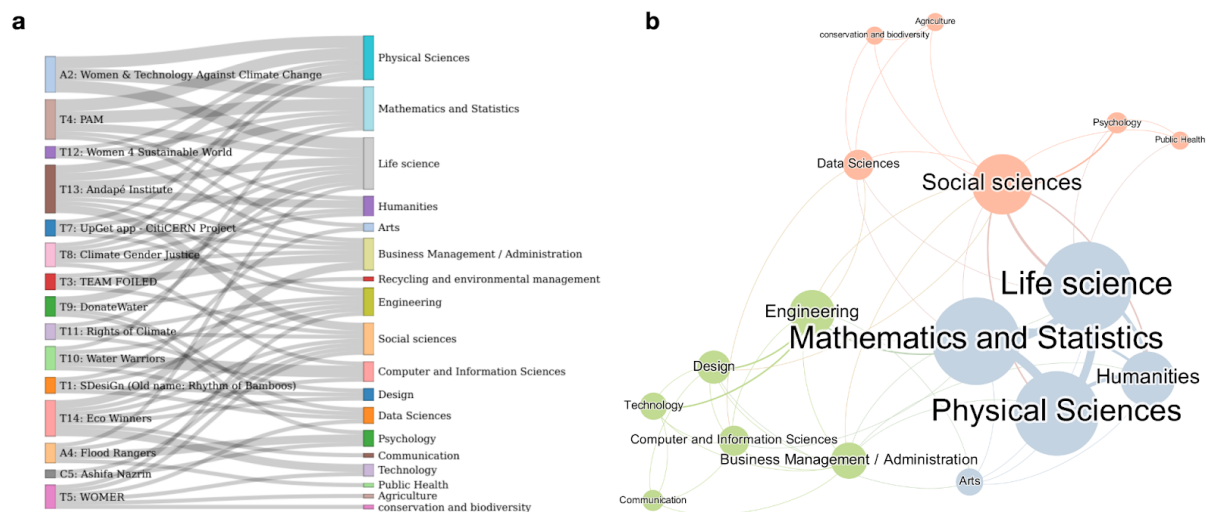 a
A2: Women & Technology Against Climate Change
T4: PAM
T12: Women 4 Sustainable World
T13: Andapé Institute
T7: UpGet app - CitiCERN Project
T8: Climate Gender Justice
T3: TEAM FOILED
T9: DonateWater
T11: Rights of Climate
T10: Water Warriors
T1: SDesiGn (Old name: Rhythm of Bamboos)
T14: Eco Winners
A4: Flood Rangers
C5: Ashifa Nazrin
T5: WOMER
Physical Sciences
Mathematics and Statistics
Life science
Humanities
Arts
Business Management / Administration
Recycling and environmental management
Engineering
Social sciences
Computer and Information Sciences
Design
Data Sciences
Psychology
Communication
Technology
Public Health
Agriculture
conservation and biodiversity
b
Agriculture
conservation and biodiversity
Psychology
Public Health
Data Sciences
Social sciences
Life science
Engineering
Mathematics and Statistics
Design
Humanities
Technology
Physical Sciences
Computer and Information Sciences
Business Management / Administration
Arts
Communication